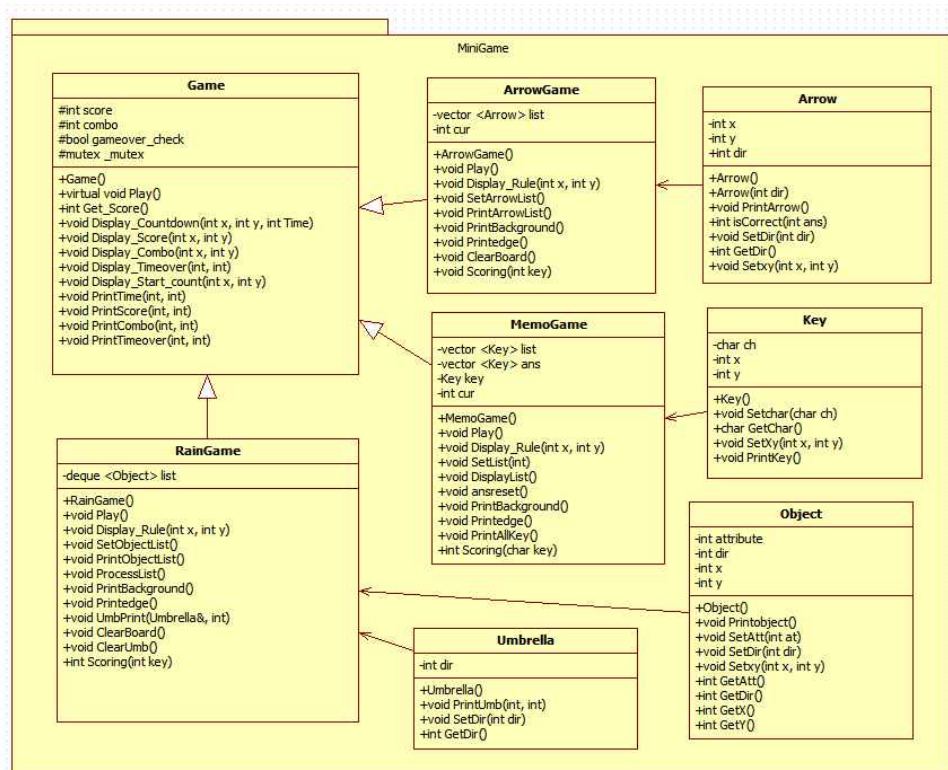 MiniGame
Game
#int score
#int combo
#bool gameover_check
#mutex _mutex
+Game()
+virtual void Play()
+int Get_Score()
+void Display_Countdown(int x, int y, int Time)
+void Display_Score(int x, int y)
+void Display_Combo(int x, int y)
+void Display_Timeover(int, int)
+void Display_Start_count(int x, int y)
+void PrintTime(int, int)
+void PrintScore(int, int)
+void PrintCombo(int, int)
+void PrintTimeover(int, int)
ArrowGame
-vector <Arrow> list
-int cur
+ArrowGame()
+void Play()
+void Display_Rule(int x, int y)
+void SetArrowList()
+void PrintArrowList()
+void PrintBackground()
+void Printedge()
+void ClearBoard()
+void Scoring(int key)
Arrow
-int x
-int y
+int dir
+Arrow()
+Arrow(int dir)
+void PrintArrow()
+int isCorrect(int ans)
+void SetDir(int dir)
+int GetDir()
+void Setxy(int x, int y)
MemoGame
-vector <Key> list
-vector <Key> ans
-Key key
-int cur
+MemoGame()
+void Play()
+void Display_Rule(int x, int y)
+void SetList(int)
+void DisplayList()
+void ansreset()
+void PrintBackground()
+void Printedge()
+void PrintAllKey()
+int Scoring(char key)
Key
-char ch
-int x
-int y
+Key()
+void Setchar(char ch)
+char GetChar()
+void SetXy(int x, int y)
+void PrintKey()
RainGame
-deque <Object> list
+RainGame()
+void Play()
+void Display_Rule(int x, int y)
+void SetObjectList()
+void PrintObjectList()
+void ProcessList()
+void PrintBackground()
+void Printedge()
+void UmbPrint(Umbrella&, int)
+void ClearBoard()
+void ClearUmb()
+int Scoring(int key)
Object
-int attribute
-int dir
-int x
-int y
+Object()
+void Printobject()
+void SetAtt(int at)
+void SetDir(int dir)
+void Setxy(int x, int y)
+int GetAtt()
+int GetDir()
+int GetX()
+int GetY()
Umbrella
-int dir
+Umbrella()
+void PrintUmb(int, int)
+void SetDir(int dir)
+int GetDir()